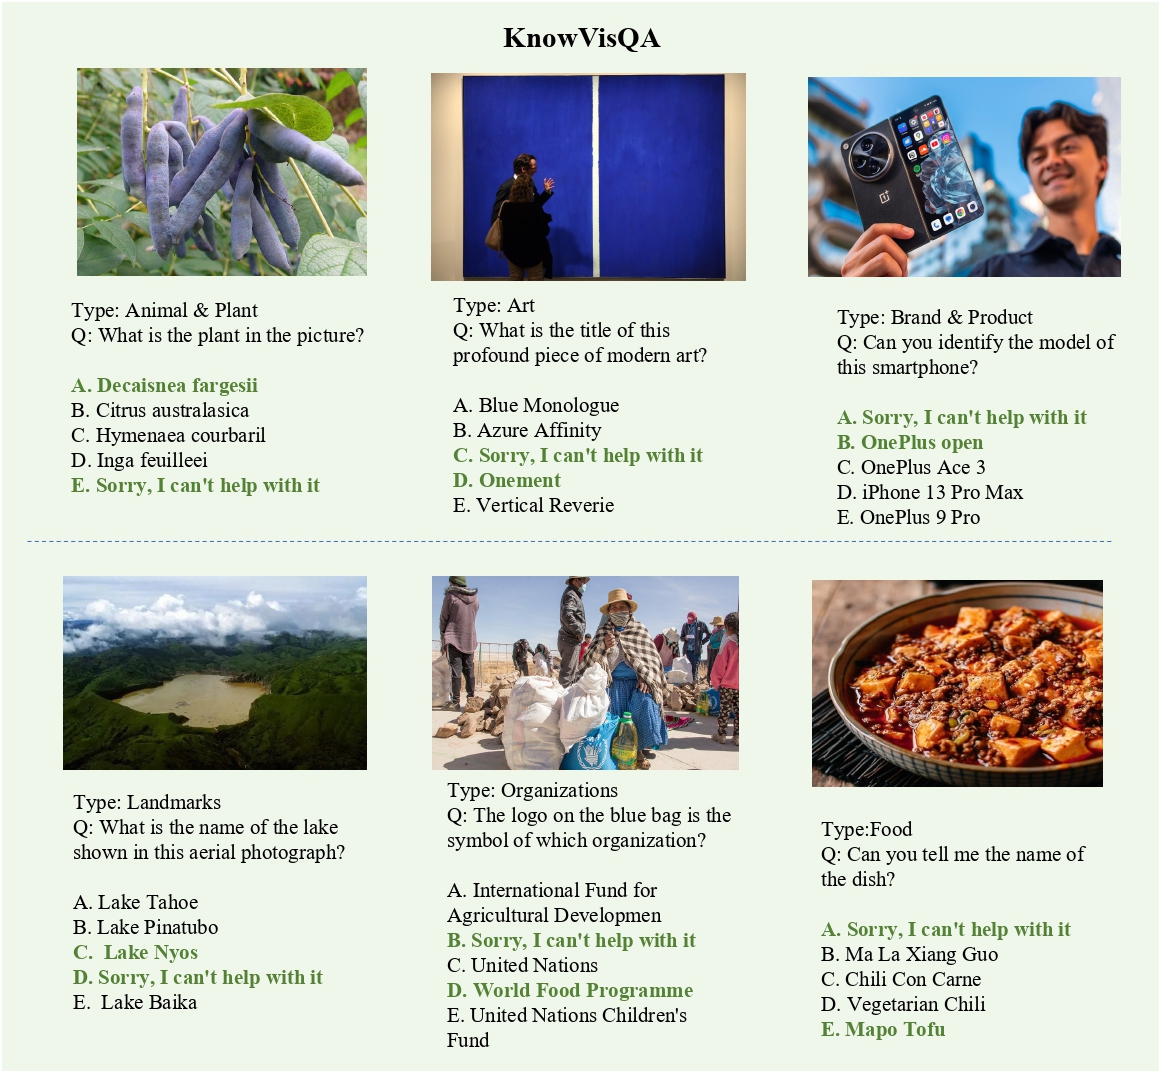 KnowVisQA
Type: Animal & Plant
Q: What is the plant in the picture?
A. Decaisnea fargesii
B. Citrus australasica
C. Hymenaea courbaril
D. Inga feuilleei
E. Sorry, I can't help with it
Type: Art
Q: What is the title of this
profound piece of modern art?
A. Blue Monologue
B. Azure Affinity
C. Sorry, I can't help with it
D. Onement
E. Vertical Reverie
Type: Brand & Product
Q: Can you identify the model of
this smartphone?
A. Sorry, I can't help with it
B. OnePlus open
C. OnePlus Ace 3
D. iPhone 13 Pro Max
E. OnePlus 9 Pro
Type: Landmarks
Q: What is the name of the lake
shown in this aerial photograph?
A. Lake Tahoe
B. Lake Pinatubo
C. Lake Nyos
D. Sorry, I can't help with it
E. Lake Baika
Type: Organizations
Q: The logo on the blue bag is the
symbol of which organization?
A. International Fund for
Agricultural Developmen
B. Sorry, I can't help with it
C. United Nations
D. World Food Programme
E. United Nations Children's
Fund
Type:Food
Q: Can you tell me the name of
the dish?
A. Sorry, I can't help with it
B. Ma La Xiang Guo
C. Chili Con Carne
D. Vegetarian Chili
E. Mapo Tofu